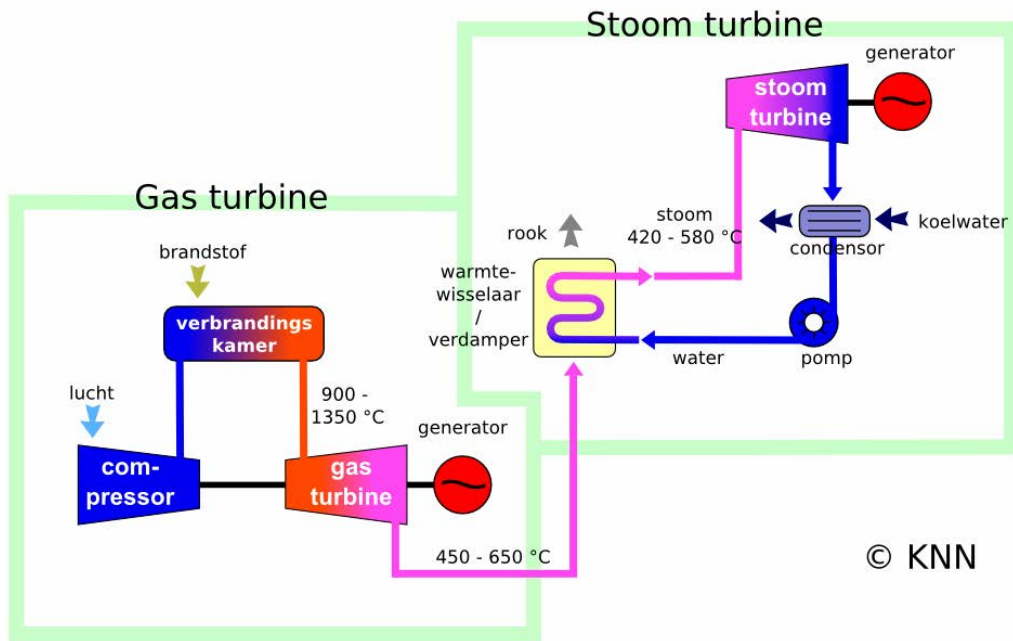 Stoom turbine
generator
stoom
turbine
Gas turbine
stoom
420 - 580 °C
koelwater
condensor
rook
brandstof
warmte-
wisselaar
/
verdamper
verbrandings
kamer
water
pomp
lucht
900 -
1350 °C
generator
com-
pressor
gas
turbine
450 - 650 °C
© KNN